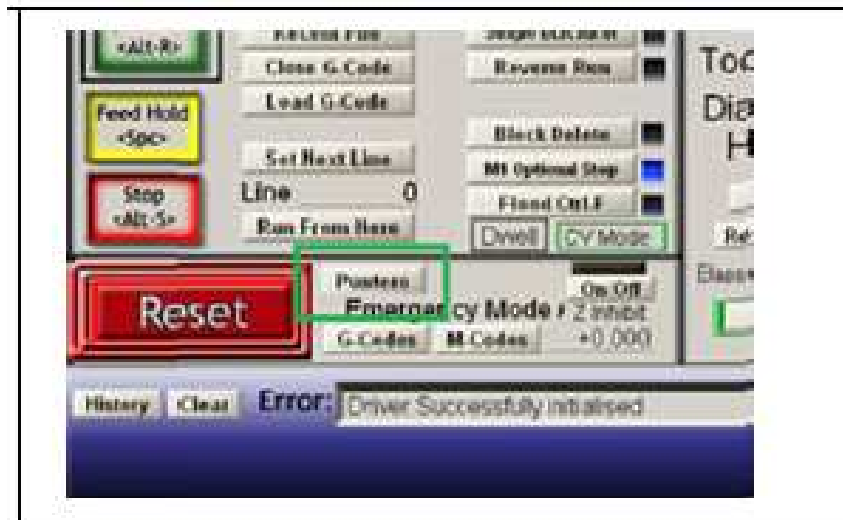 <Alt-R>
Close G-Code
Load G-Code
Reverse Run
Feed Hold
<Spc>
Set Next Line
Line 0
Run From Here
Block Delete
M1 Optional Stop
Flood Ctrl-F
Dwell CV Mode
Stop
<Alt-S>
Reset
Emergency Mode
On/Off
Z Inhibit
+0.000
G-Codes M-Codes
History Clear Error: Driver Successfully initialised